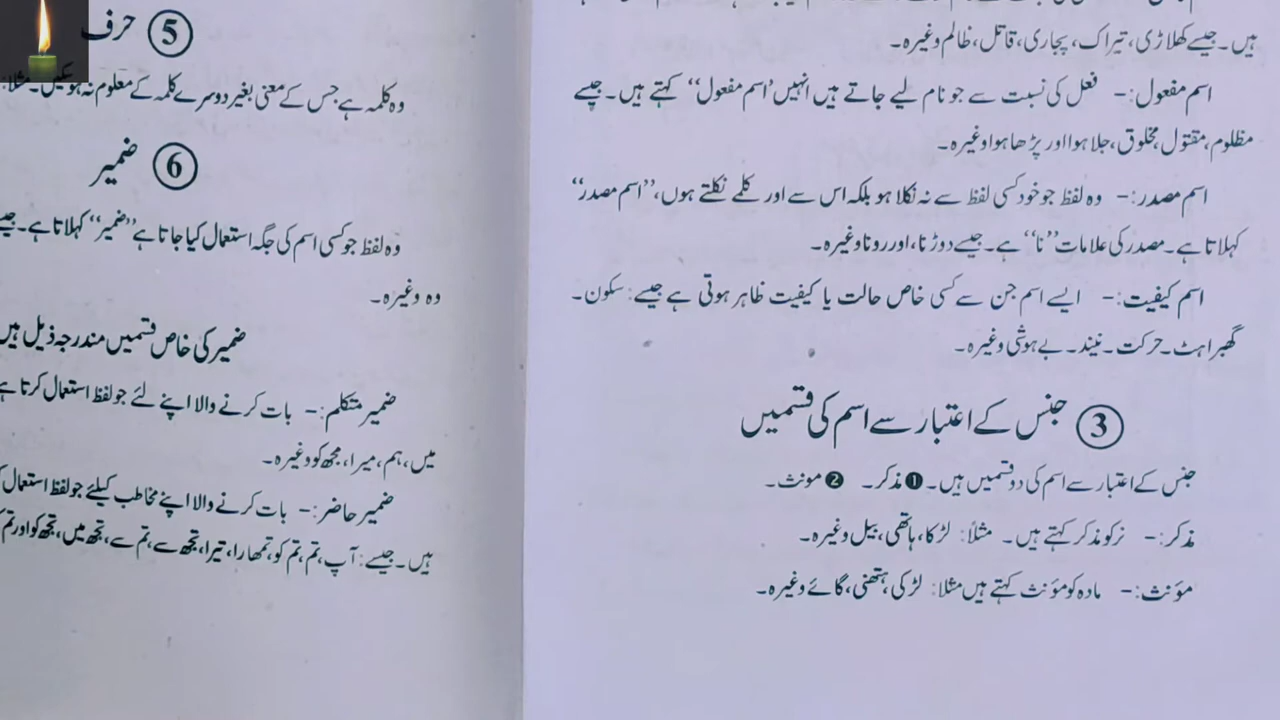 ہیں۔ جیسے کھلاڑی، تیراک، پجاری، قاتل، ظالم وغیرہ۔
اسم مفعول:- فعل کی نسبت سے جو نام لیے جاتے ہیں انہیں ’اسم مفعول‘‘ کہتے ہیں۔ جیسے
مظلوم، مقتول، مخلوق، جلا ہوا اور پڑھا ہوا وغیرہ۔
اسم مصدر:- وہ لفظ جو خود کسی لفظ سے نہ نکلا ہو بلکہ اس سے اور کلمے نکلتے ہوں، ’’اسم مصدر‘‘
کہلاتا ہے۔ مصدر کی علامات ’’نا‘‘ ہے۔ جیسے دوڑنا، اور رونا وغیرہ۔
اسم کیفیت:- ایسے اسم جن سے کسی خاص حالت یا کیفیت ظاہر ہوتی ہے جیسے: سکون۔
گھبراہٹ۔ حرکت۔ نیند۔ بے ہوشی وغیرہ۔
③ جنس کے اعتبار سے اسم کی قسمیں
جنس کے اعتبار سے اسم کی دو قسمیں ہیں۔ ❶ مذکر۔ ❷ مونث۔
مذکر:- نر کو مذکر کہتے ہیں۔ مثلاً: لڑکا، ہاتھی، بیل وغیرہ۔
مؤنث:- مادہ کو مؤنث کہتے ہیں مثلا: لڑکی، ہتھنی، گائے وغیرہ۔
⑤ حرف
وہ کلمہ ہے جس کے معنی بغیر دوسرے کلمہ کے معلوم نہ ہو سکیں۔ مثلا:
⑥ ضمیر
وہ لفظ جو کسی اسم کی جگہ استعمال کیا جاتا ہے ’’ضمیر‘‘ کہلاتا ہے۔ جیسے
وہ وغیرہ۔
ضمیر کی خاص قسمیں مندرجہ ذیل ہیں
ضمیر متکلم:- بات کرنے والا اپنے لئے جو لفظ استعمال کرتا ہے
میں، ہم، میرا، مجھ کو وغیرہ۔
ضمیر حاضر:- بات کرنے والا اپنے مخاطب کیلئے جو لفظ استعمال
ہیں۔ جیسے: آپ، تم، تم کو، تمھارا، تیرا، تجھ سے، تم سے، تجھ میں، تجھ کو اور تم